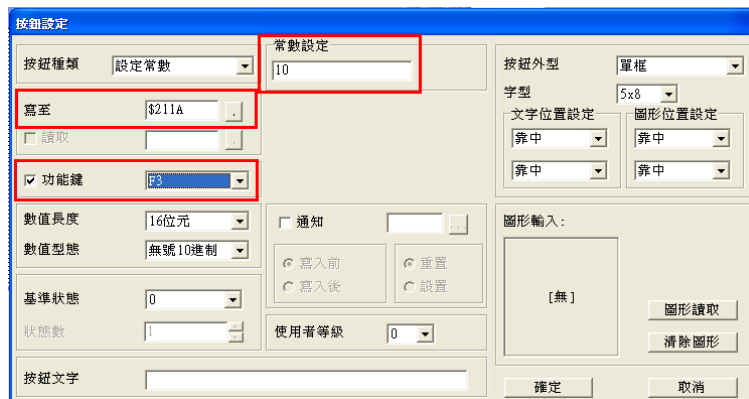 按鈕設定
按鈕種類 設定常數
常數設定
10
寫至 $211A .
讀取 .
功能鍵 F3
數值長度 16位元
數值型態 無號10進制
基準狀態 0
狀態數 1
通知 ...
寫入前 重置
寫入後 設置
使用者等級 0
按鈕文字
按鈕外型 單框
字型 5x8
文字位置設定 圖形位置設定
靠中 靠中
靠中 靠中
圖形輸入:
[無]
圖形讀取
清除圖形
確定 取消